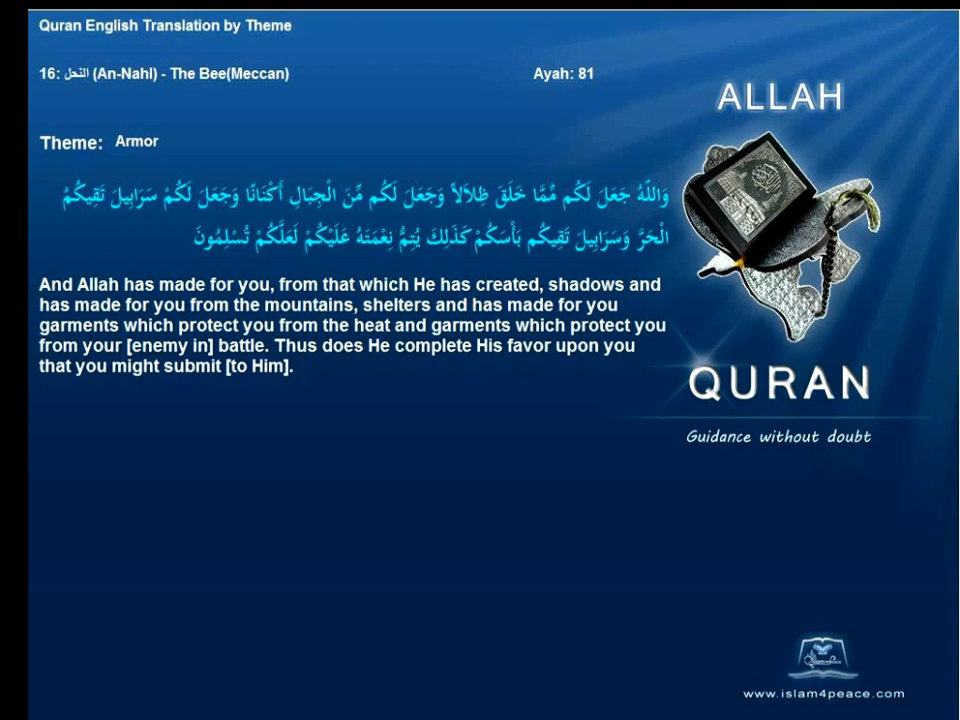 Quran English Translation by Theme
16: النحل (An-Nahl) - The Bee(Meccan) Ayah: 81
Theme: Armor
وَاللّهُ جَعَلَ لَكُم مِّمَّا خَلَقَ ظِلاَلاً وَجَعَلَ لَكُم مِّنَ الْجِبَالِ أَكْنَانًا وَجَعَلَ لَكُمْ سَرَابِيلَ تَقِيكُمُ
الْحَرَّ وَسَرَابِيلَ تَقِيكُم بَأْسَكُمْ كَذَلِكَ يُتِمُّ نِعْمَتَهُ عَلَيْكُمْ لَعَلَّكُمْ تُسْلِمُونَ
And Allah has made for you, from that which He has created, shadows and
has made for you from the mountains, shelters and has made for you
garments which protect you from the heat and garments which protect you
from your [enemy in] battle. Thus does He complete His favor upon you
that you might submit [to Him].
ALLAH
QURAN
Guidance without doubt
www.islam4peace.com